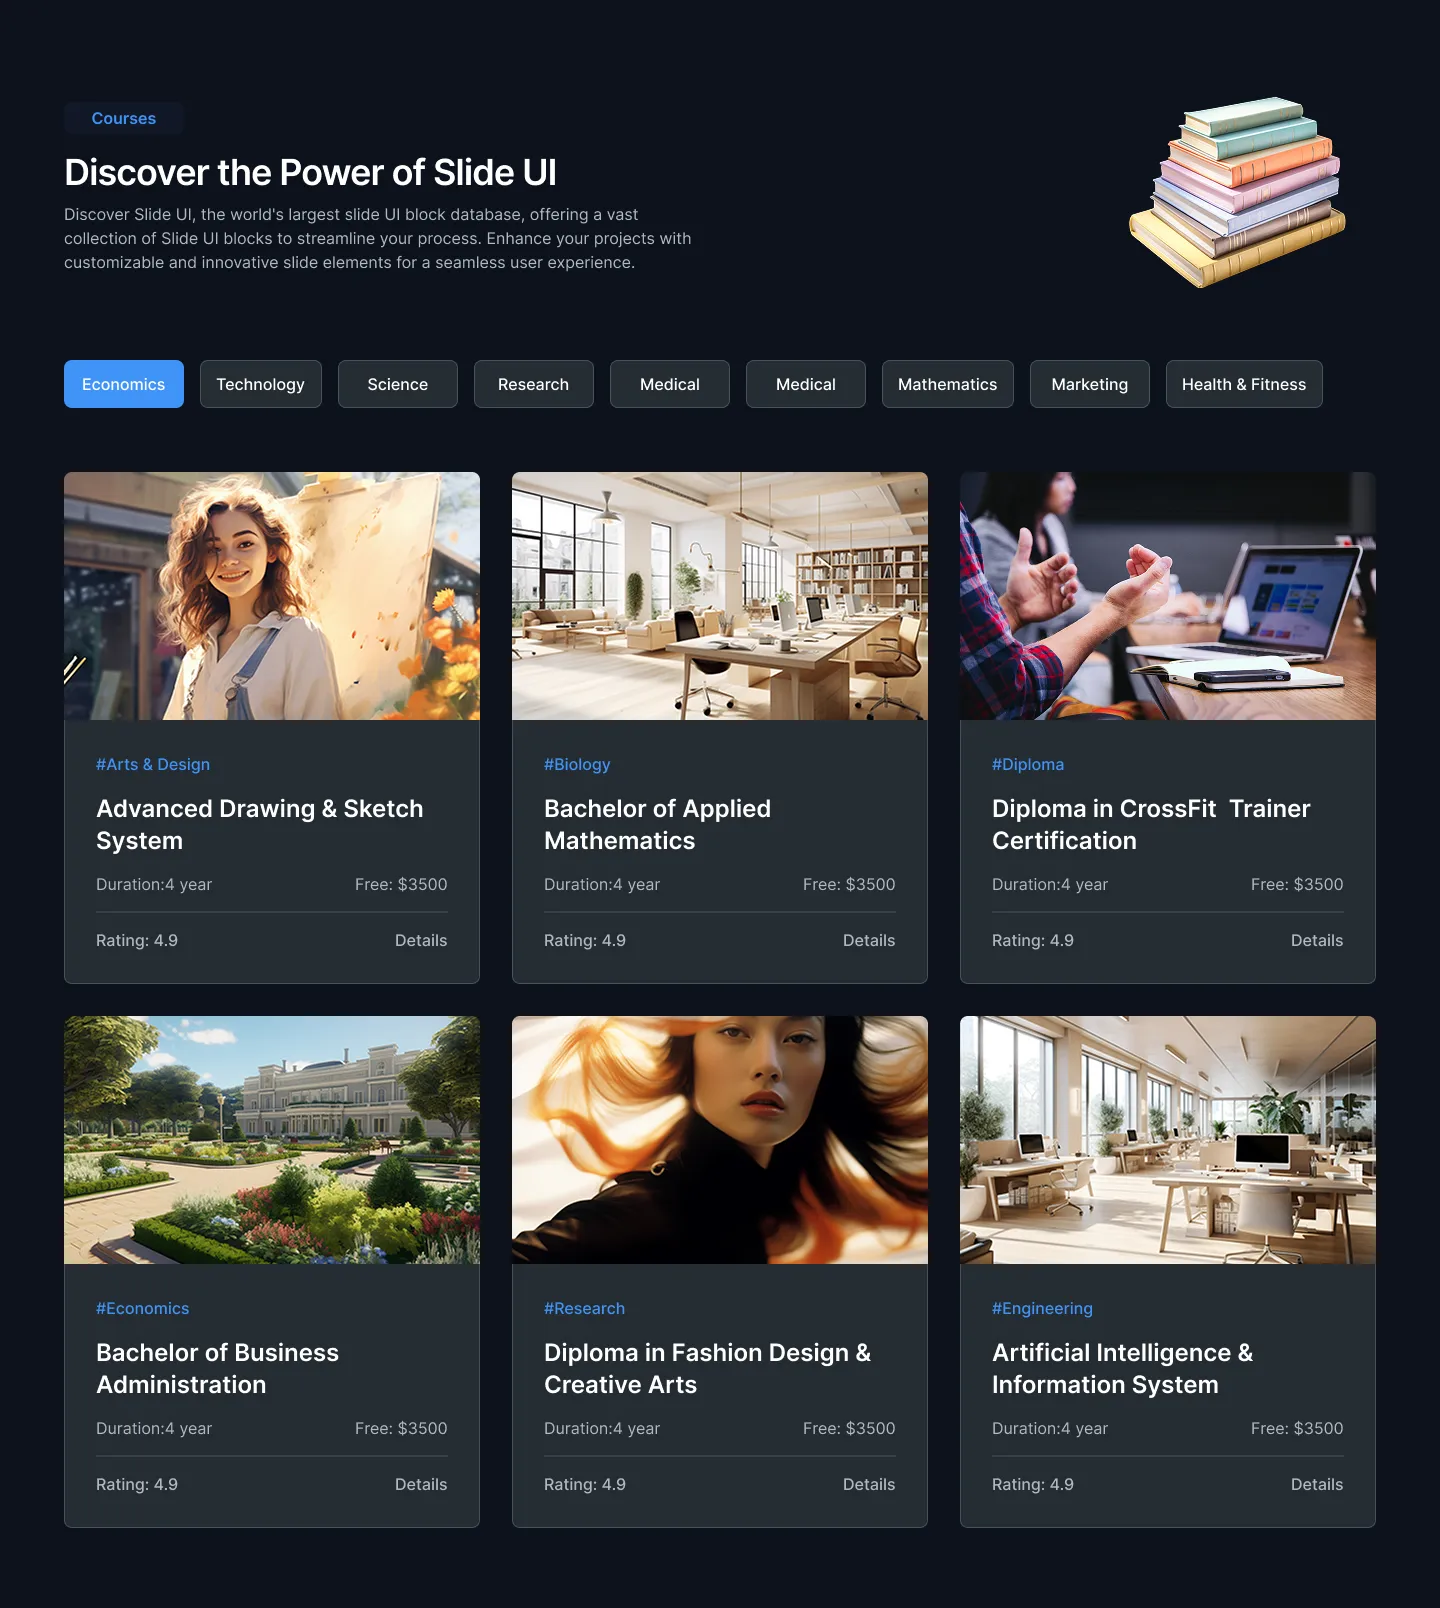 Courses
Discover the Power of Slide UI
Discover Slide UI, the world's largest slide UI block database, offering a vast
collection of Slide UI blocks to streamline your process. Enhance your projects with
customizable and innovative slide elements for a seamless user experience.
Economics
Technology
Science
Research
Medical
Medical
Mathematics
Marketing
Health & Fitness
#Arts & Design
Advanced Drawing & Sketch
System
Duration:4 year
Free: $3500
Rating: 4.9
Details
#Biology
Bachelor of Applied
Mathematics
Duration:4 year
Free: $3500
Rating: 4.9
Details
#Diploma
Diploma in CrossFit  Trainer
Certification
Duration:4 year
Free: $3500
Rating: 4.9
Details
#Economics
Bachelor of Business
Administration
Duration:4 year
Free: $3500
Rating: 4.9
Details
#Research
Diploma in Fashion Design &
Creative Arts
Duration:4 year
Free: $3500
Rating: 4.9
Details
#Engineering
Artificial Intelligence &
Information System
Duration:4 year
Free: $3500
Rating: 4.9
Details